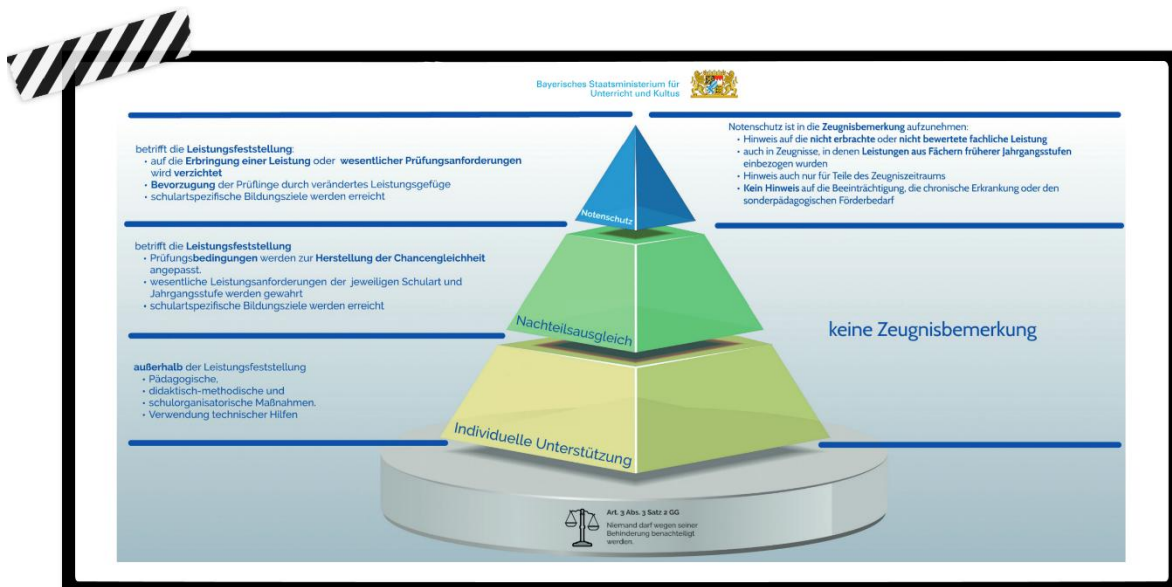 Bayerisches Staatsministerium für
Unterricht und Kultus
betrifft die Leistungsfeststellung:
• auf die Erbringung einer Leistung oder wesentlicher Prüfungsanforderungen
wird verzichtet
• Bevorzugung der Prüflinge durch verändertes Leistungsgefüge
• schulartspezifische Bildungsziele werden erreicht
Notenschutz ist in die Zeugnisbemerkung aufzunehmen:
• Hinweis auf die nicht erbrachte oder nicht bewertete fachliche Leistung
• auch in Zeugnisse, in denen Leistungen aus Fächern früherer Jahrgangsstufen
einbezogen wurden
• Hinweis auch nur für Teile des Zeugniszeitraums
• Kein Hinweis auf die Beeinträchtigung, die chronische Erkrankung oder den
sonderpädagogischen Förderbedarf
Notenschutz
betrifft die Leistungsfeststellung
• Prüfungsbedingungen werden zur Herstellung der Chancengleichheit
angepasst.
• wesentliche Leistungsanforderungen der jeweiligen Schulart und
Jahrgangsstufe werden gewahrt
• schulartspezifische Bildungsziele werden erreicht
Nachteilsausgleich
keine Zeugnisbemerkung
außerhalb der Leistungsfeststellung
• Pädagogische,
• didaktisch-methodische und
• schulorganisatorische Maßnahmen.
• Verwendung technischer Hilfen
Individuelle Unterstützung
Art. 3 Abs. 3 Satz 2 GG
Niemand darf wegen seiner
Behinderung benachteiligt
werden.